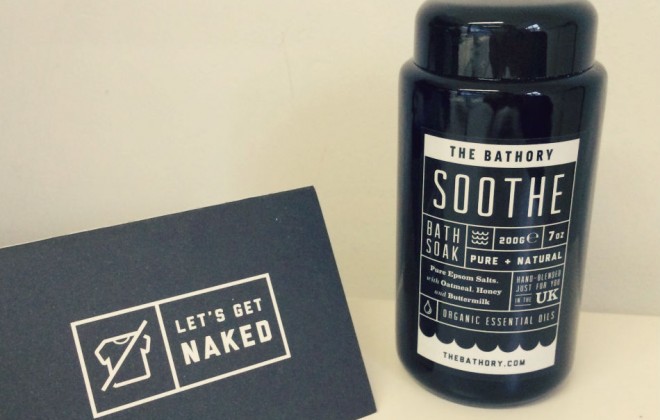 LET'S GET
NAKED
THE BATHORY
SOOTHE
BATH
SOAK
200G℮
7oz
PURE + NATURAL
Pure Epsom Salts,
with Oatmeal, Honey
and Buttermilk
HAND-BLENDED
JUST FOR YOU
IN THE UK
ORGANIC ESSENTIAL OILS
THEBATHORY.COM